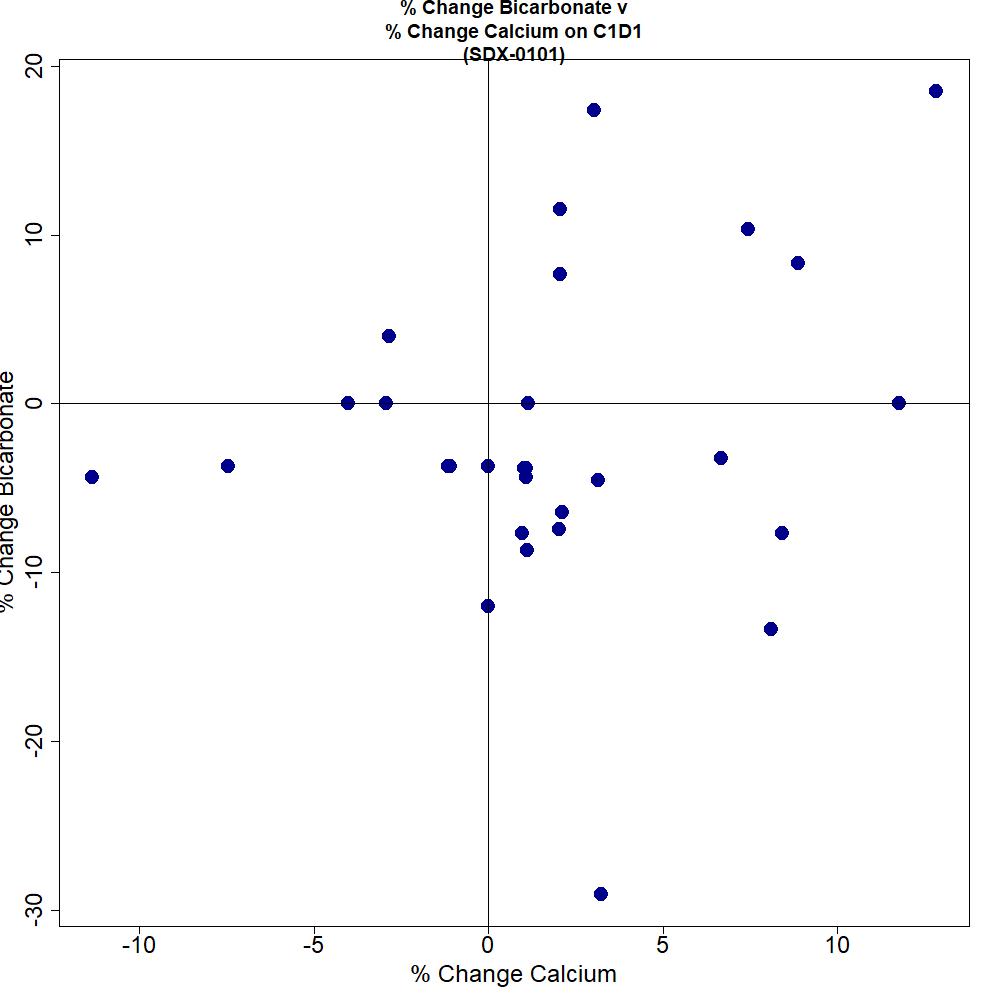 % Change Bicarbonate v
% Change Calcium on C1D1
(SDX-0101)
20
10
0
-10
-20
-30
% Change Bicarbonate
-10
-5
0
5
10
% Change Calcium